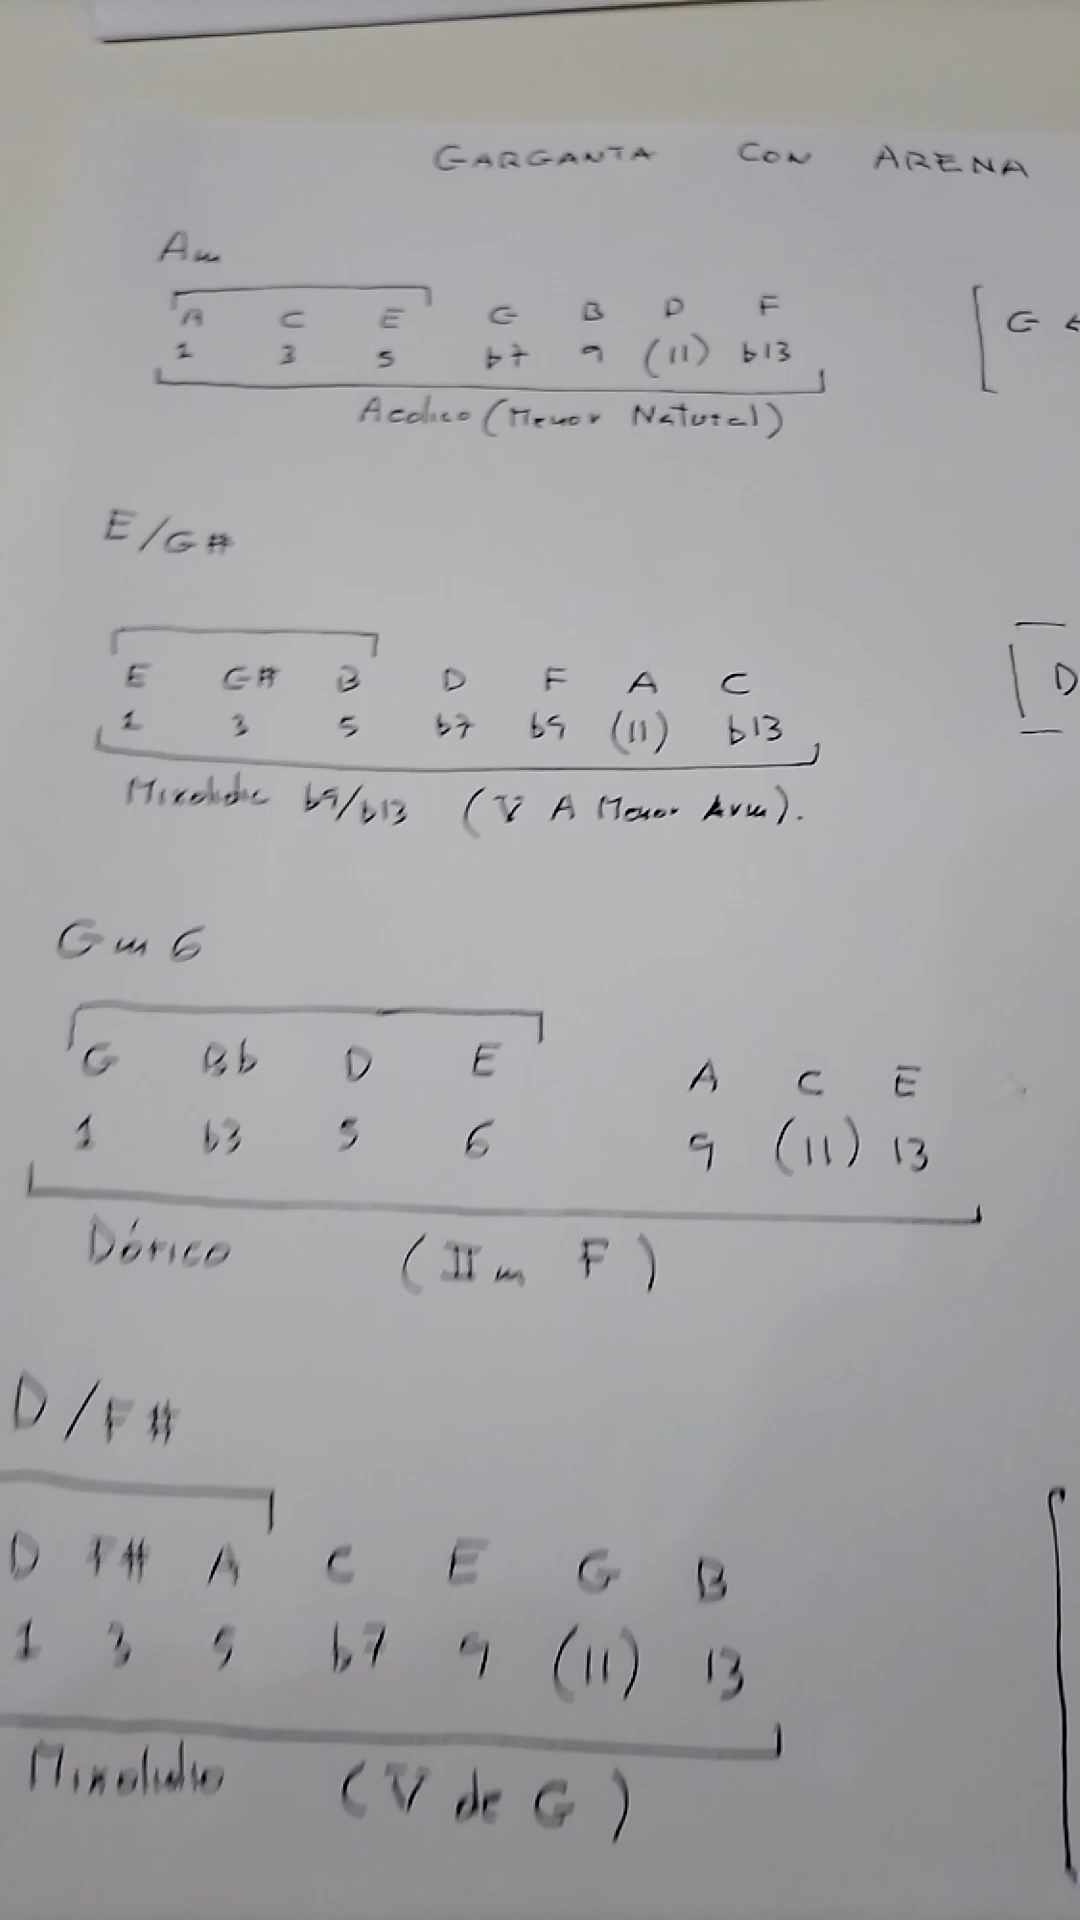 GARGANTA CON ARENA
Am
A C E G B D F
1 3 5 b7 9 (11) b13
Aeolico (Menor Natural)
[G
E/G#
E G# B D F A C
1 3 5 b7 b9 (11) b13
Mixolidio b9/b13 (V A Menor Arm).
D
Gm6
G Bb D E A C E
1 b3 5 6 9 (11) 13
Dórico (IIm F)
D/F#
D F# A C E G B
1 3 5 b7 9 (11) 13
Mixolidio (V de G)